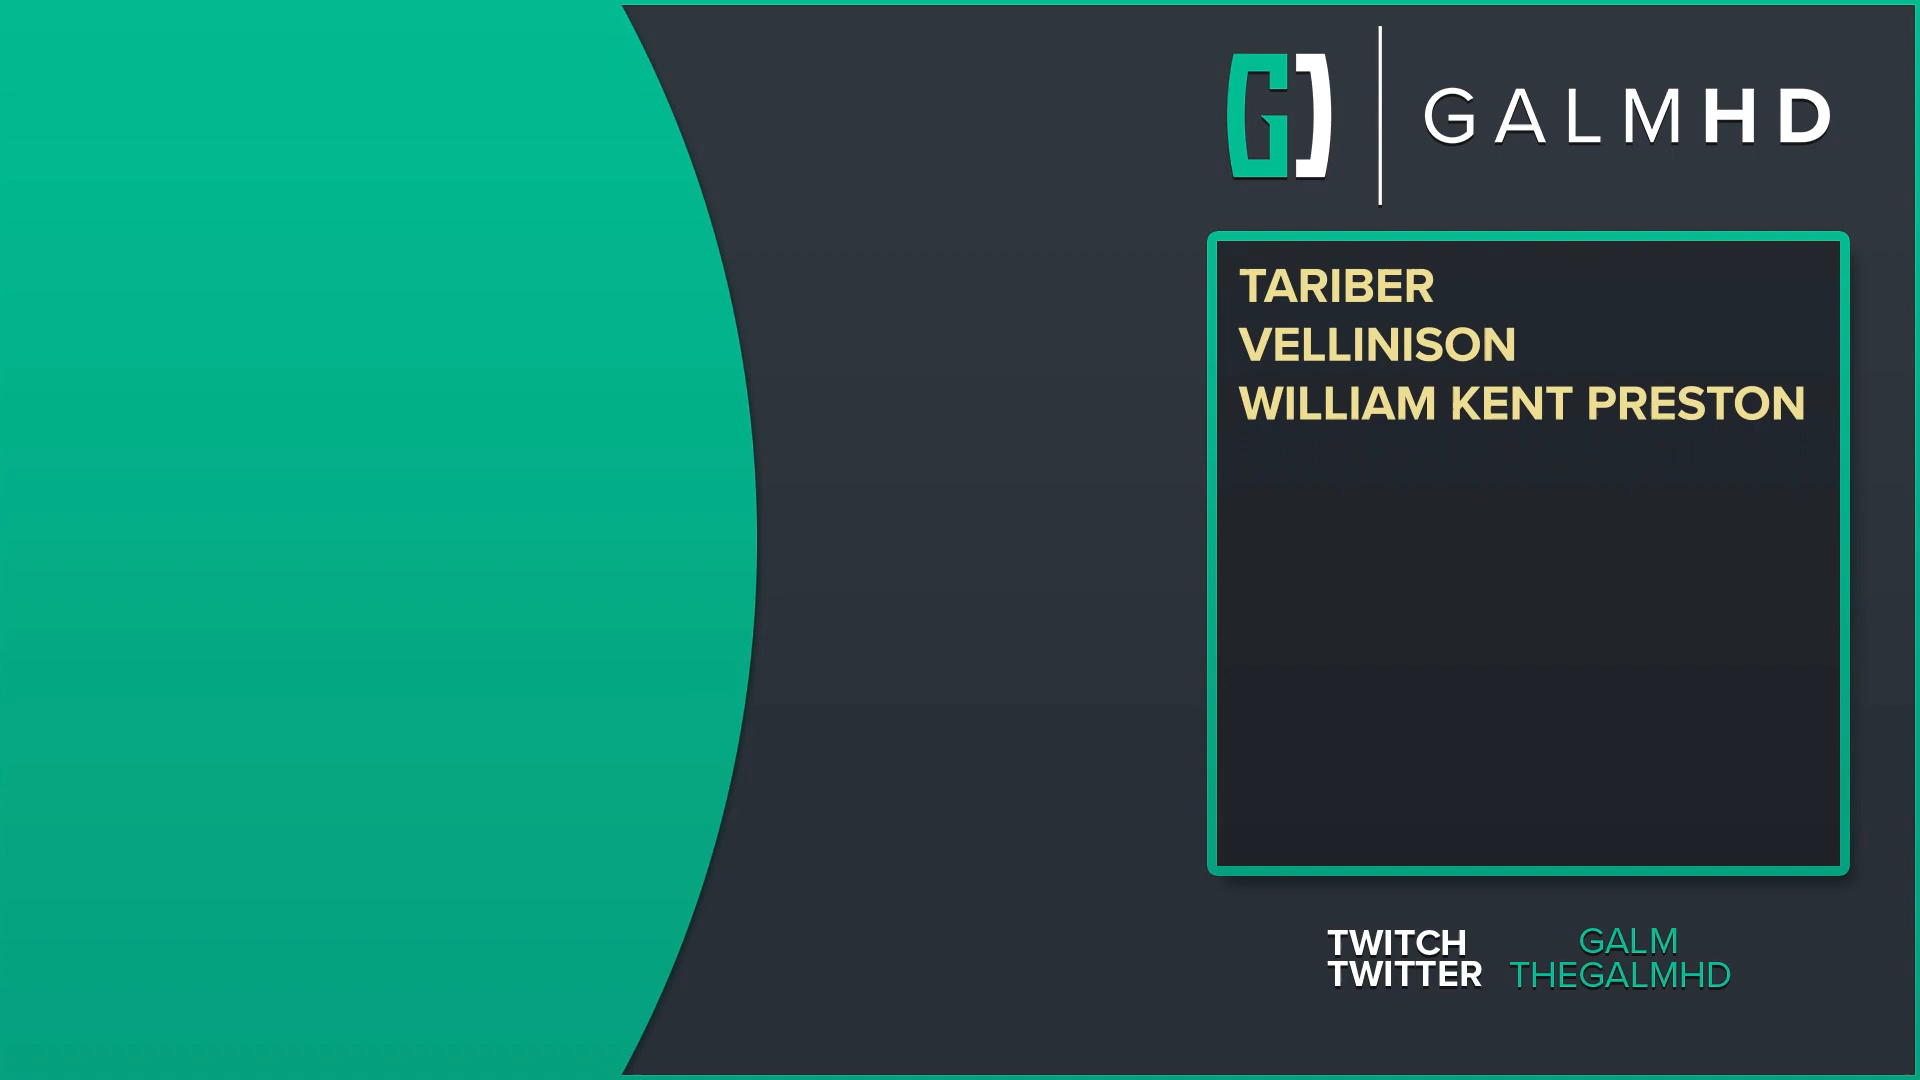 GALMHD
TARIBER
VELLINISON
WILLIAM KENT PRESTON
TWITCH GALM
TWITTER THEGALMHD